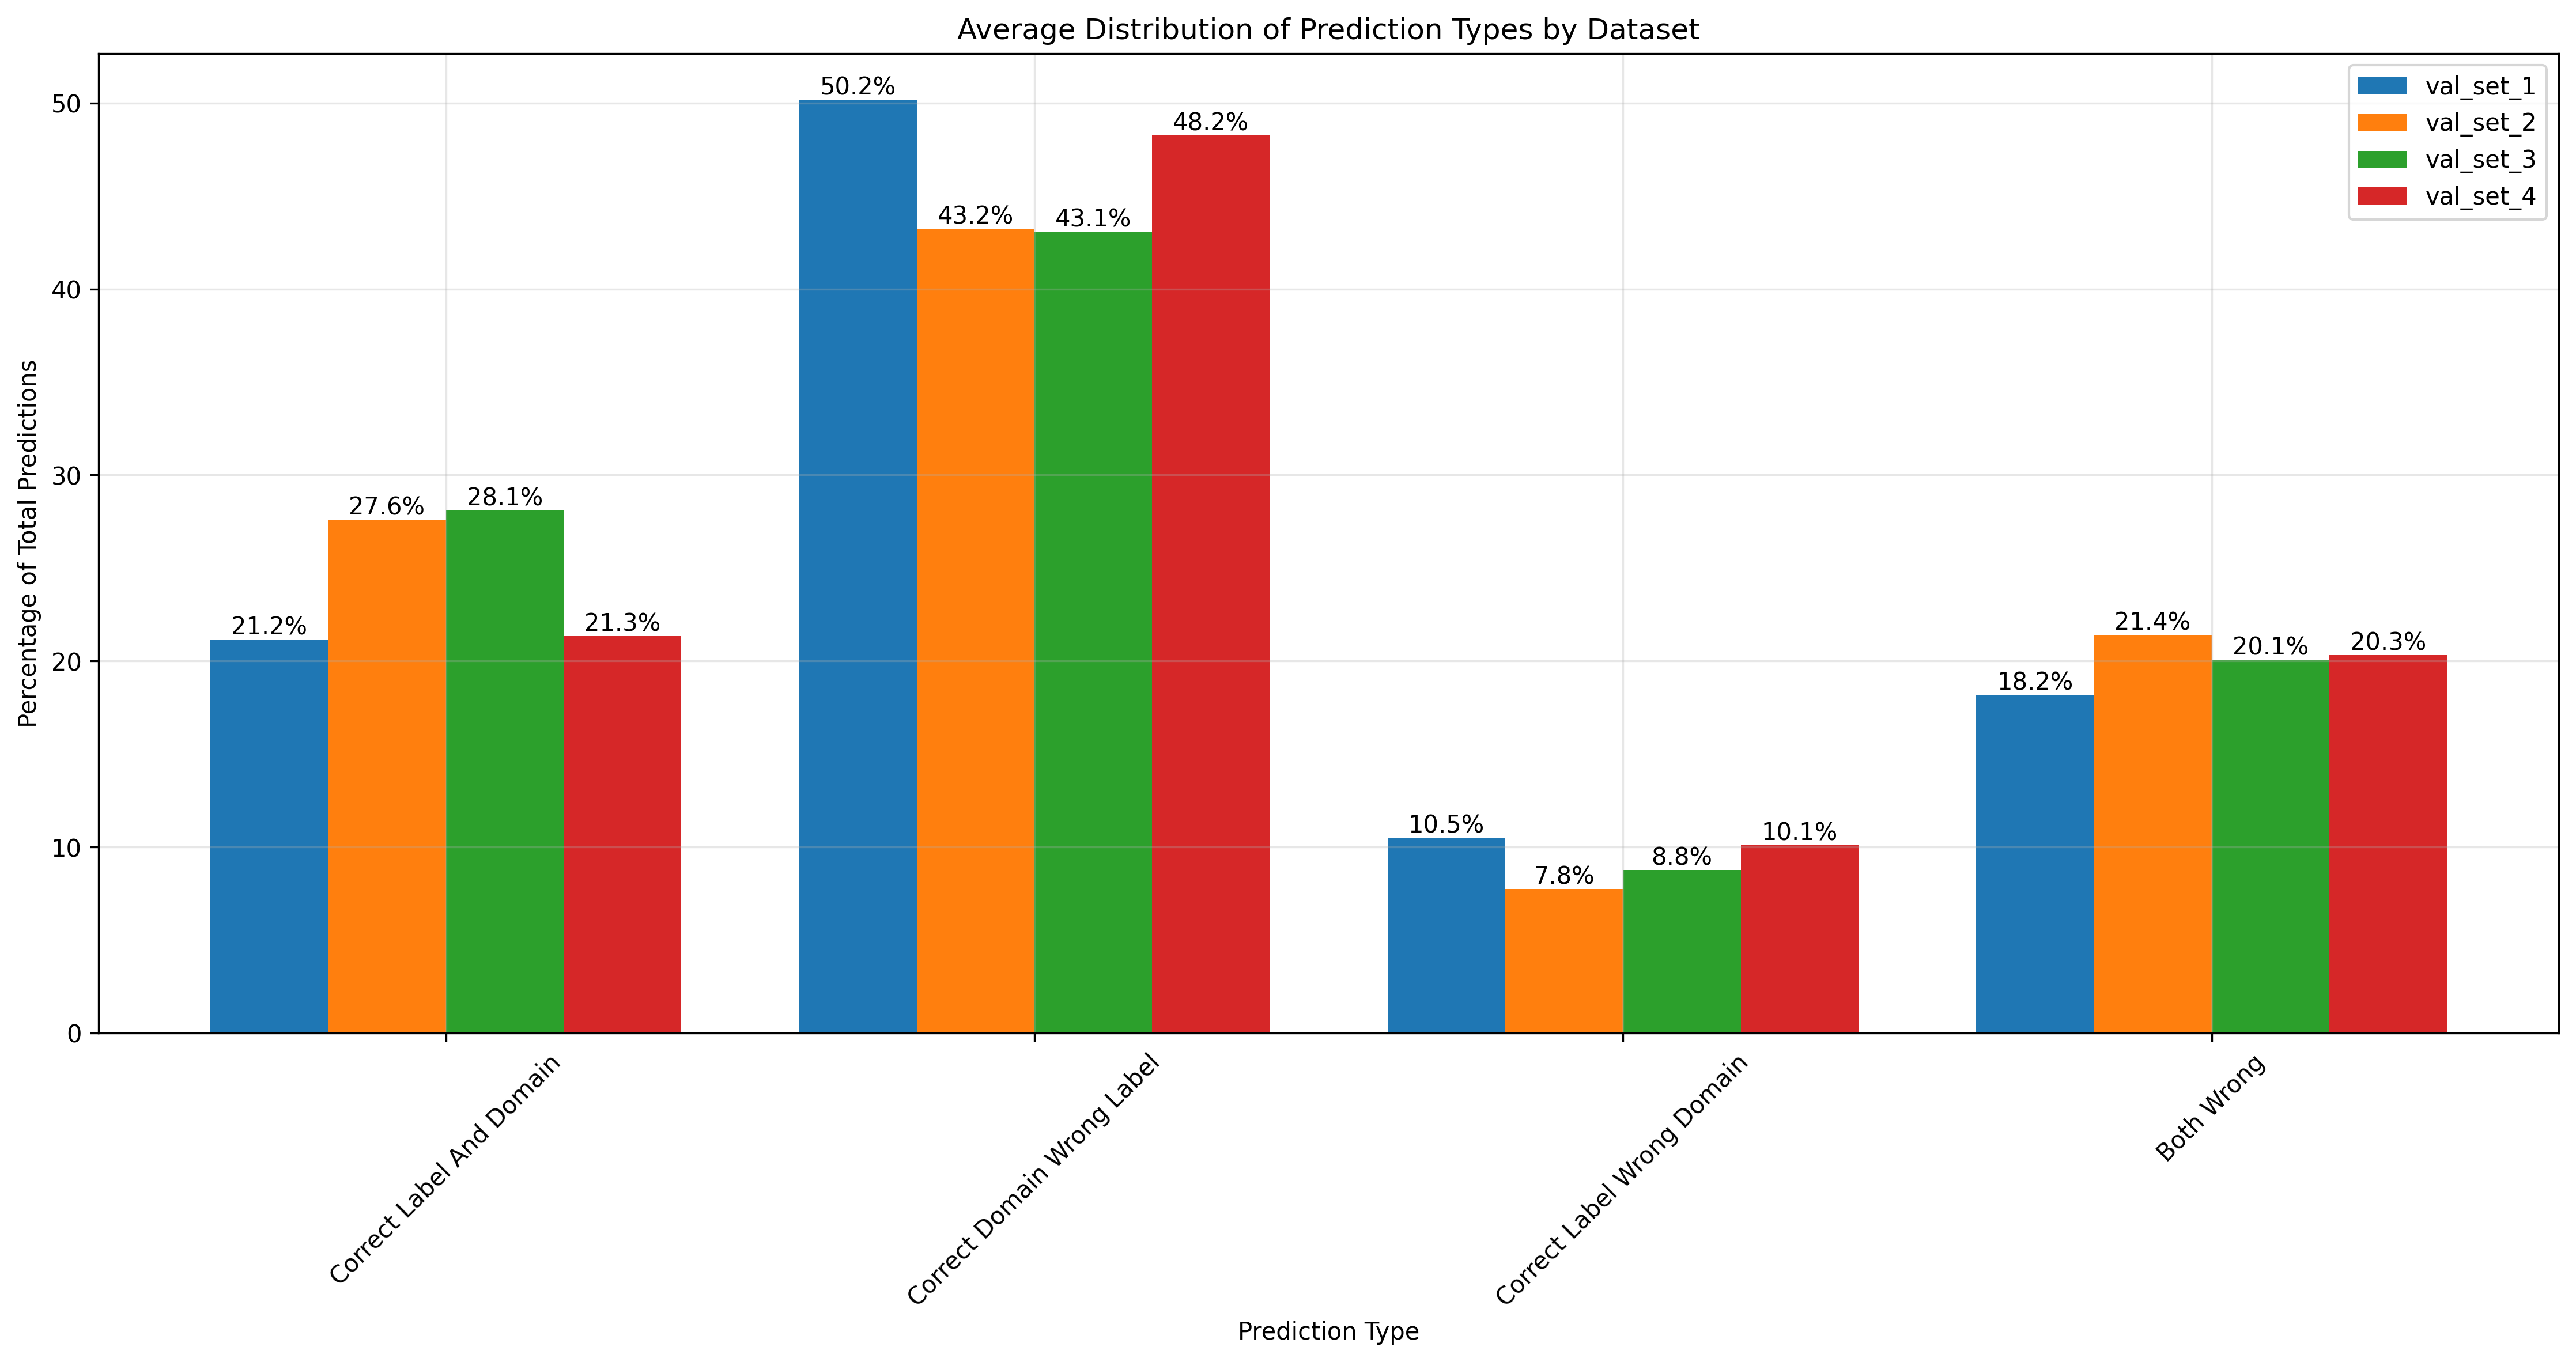 Average Distribution of Prediction Types by Dataset
val_set_1
val_set_2
val_set_3
val_set_4
Percentage of Total Predictions
50
40
30
20
10
0
21.2%
27.6%
28.1%
21.3%
50.2%
43.2%
43.1%
48.2%
10.5%
7.8%
8.8%
10.1%
18.2%
21.4%
20.1%
20.3%
Correct Label And Domain
Correct Domain Wrong Label
Correct Label Wrong Domain
Both Wrong
Prediction Type